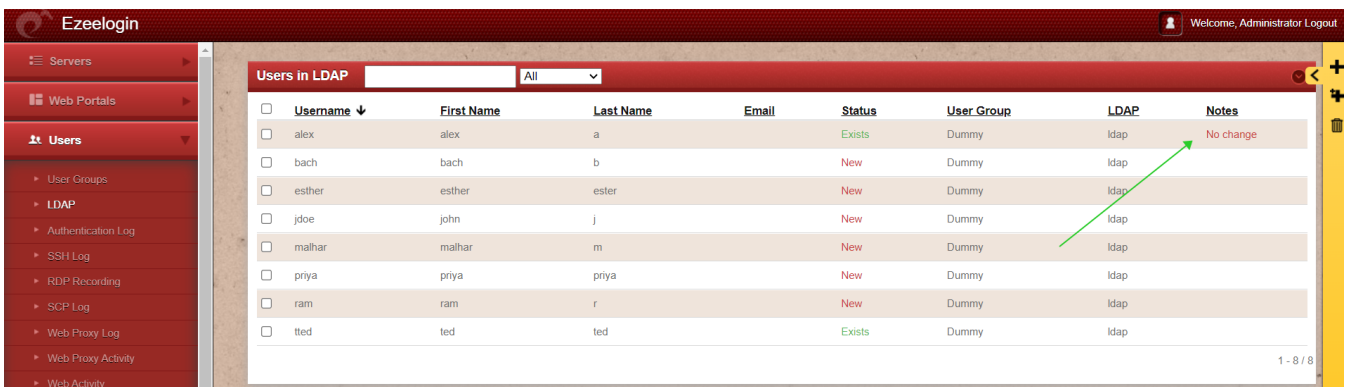 Ezeelogin
Welcome, Administrator Logout
Servers
Web Portals
Users
User Groups
LDAP
Authentication Log
SSH Log
RDP Recording
SCP Log
Web Proxy Log
Web Proxy Activity
Web Activity
Users in LDAP All
Username First Name Last Name Email Status User Group LDAP Notes
alex alex a Exists Dummy ldap No change
bach bach b New Dummy ldap
esther esther ester New Dummy ldap
jdoe john j New Dummy ldap
malhar malhar m New Dummy ldap
priya priya priya New Dummy ldap
ram ram r New Dummy ldap
tted ted ted Exists Dummy ldap
1 - 8 / 8